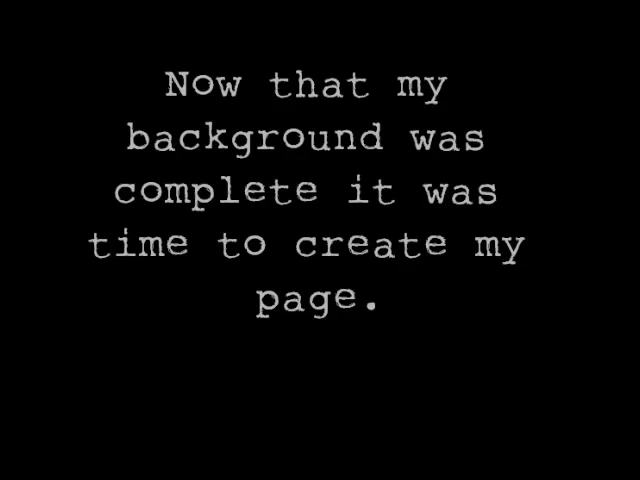 Now that my
background was
complete it was
time to create my
page.